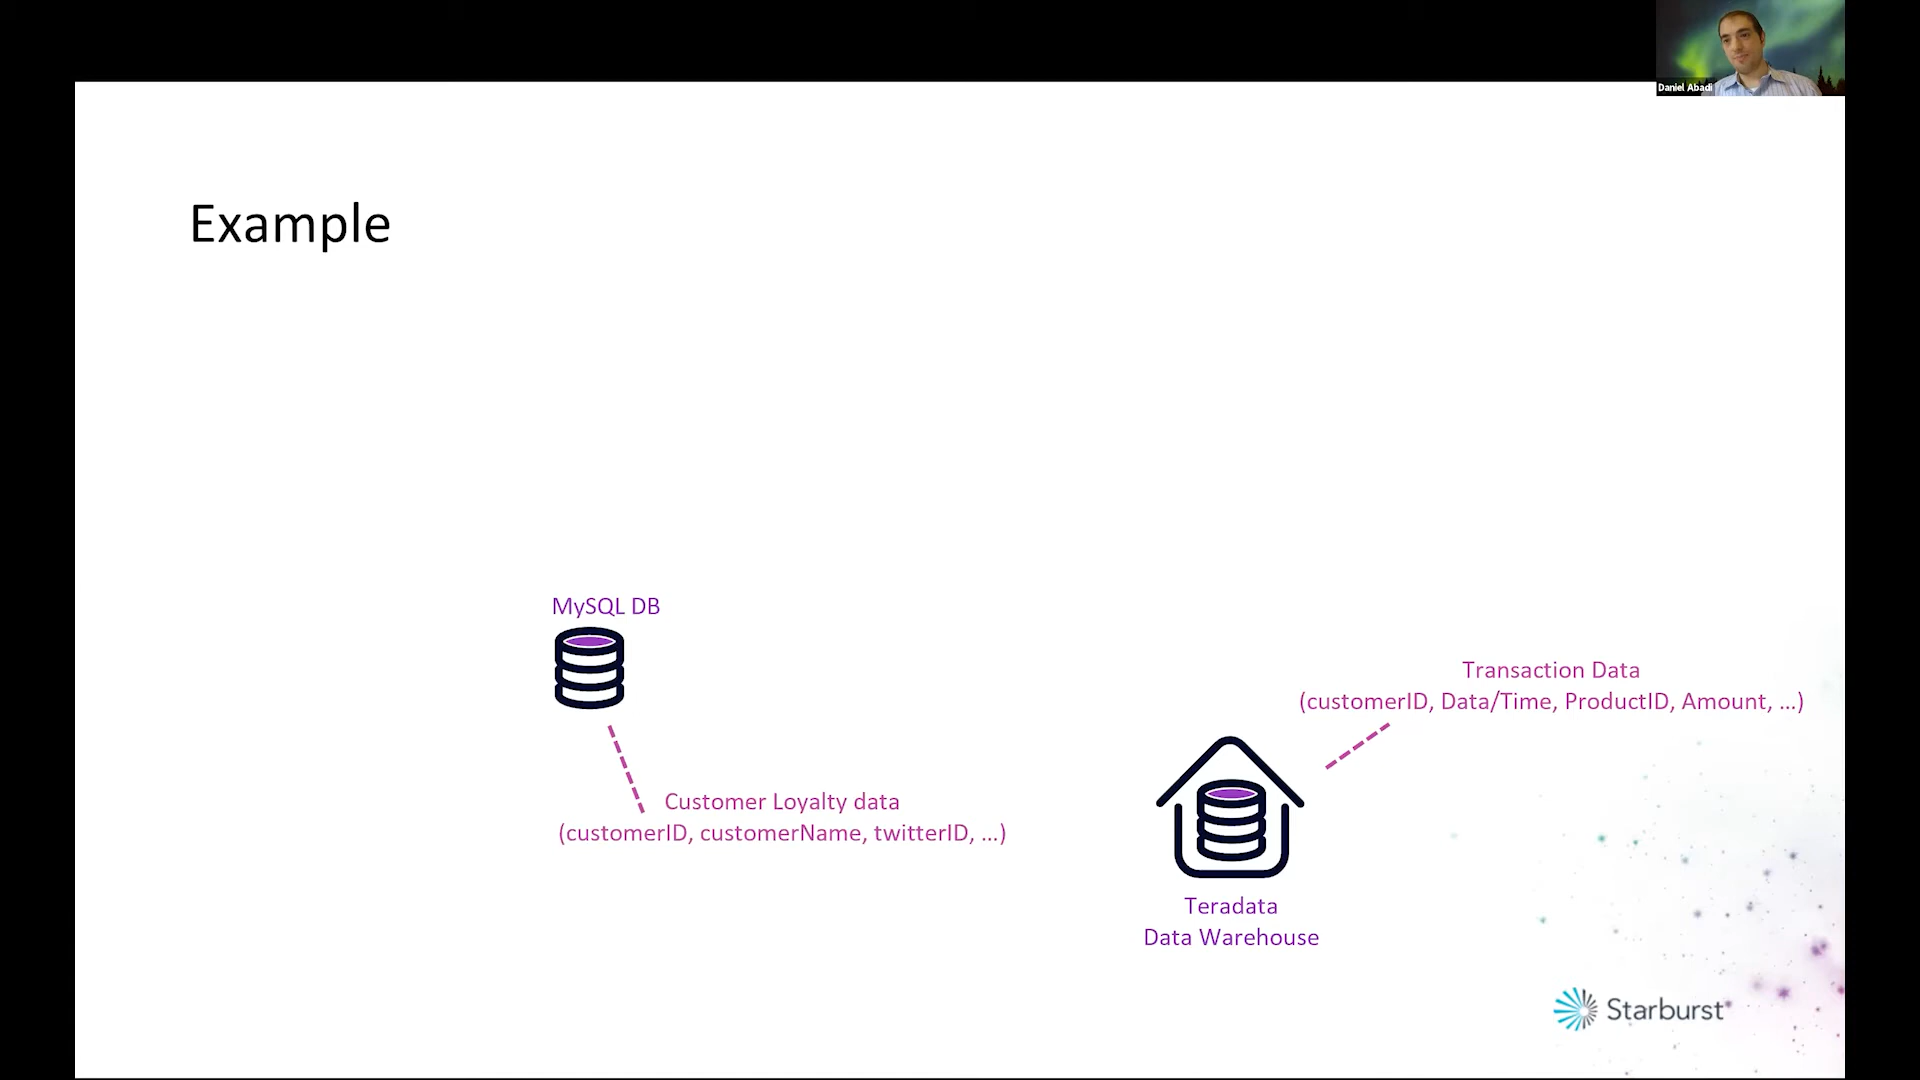 Daniel Abadi
Example
MySQL DB
Transaction Data
(customerID, Data/Time, ProductID, Amount, ...)
Customer Loyalty data
(customerID, customerName, twitterID, ...)
Teradata
Data Warehouse
Starburst